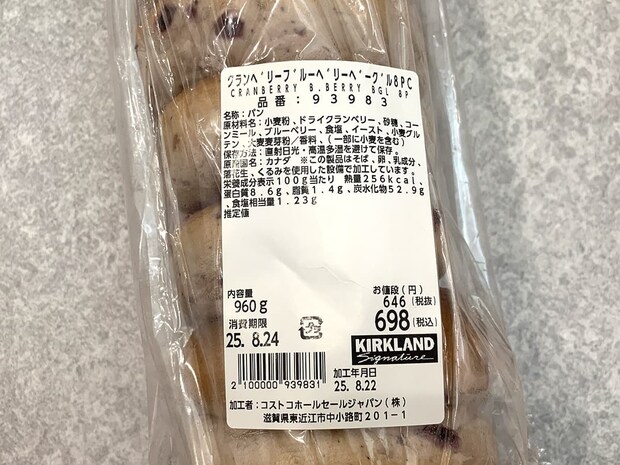 クランベリーブルーベリーベーグル8PC
CRANBERRY B.BERRY BGL 8P
品番:93983
名称:パン
原材料名:小麦粉、ドライクランベリー、砂糖、コー
ンミール、ブルーベリー、食塩、イースト、小麦グル
テン、大麦麦芽粉/香料、(一部に小麦を含む)
保存方法:直射日光・高温多湿を避けて保存。
原産国名:カナダ ※この製品はそば、卵、乳成分、
落花生、くるみを使用した設備で加工しています。
栄養成分表示100g当たり 熱量256kcal、
蛋白質8.6g、脂質1.4g、炭水化物52.9g
、食塩相当量1.23g
推定値
内容量
960g
消費期限
25. 8.24
お値段(円)
646(税抜)
698(税込)
KIRKLAND
Signature
2 100000 939831
加工年月日
25. 8.22
加工者:コストコホールセールジャパン(株)
滋賀県東近江市中小路町201-1